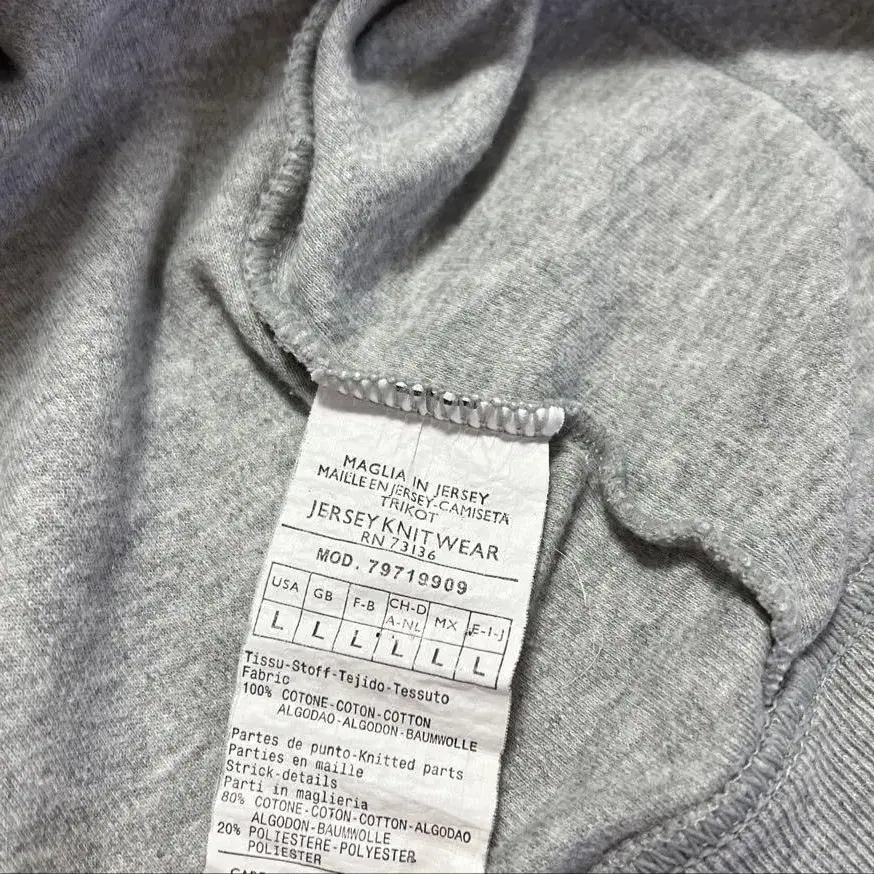 MAGLIA IN JERSEY
MAILLE EN JERSEY-CAMISETA
TRIKOT
JERSEY KNITWEAR
RN 73136
MOD. 79719909
USA GB F-B CH-D A-NL MX E-I-J
L L L L L L
Tissu-Stoff-Tejido-Tessuto
Fabric
100% COTONE-COTON-COTTON
ALGODAO-ALGODON-BAUMWOLLE
Partes de punto-Knitted parts
Parties en maille
Strick-details
Parti in maglieria
80% COTONE-COTON-COTTON-ALGODAO
ALGODON-BAUMWOLLE
20% POLIESTERE-POLYESTER
POLIESTER